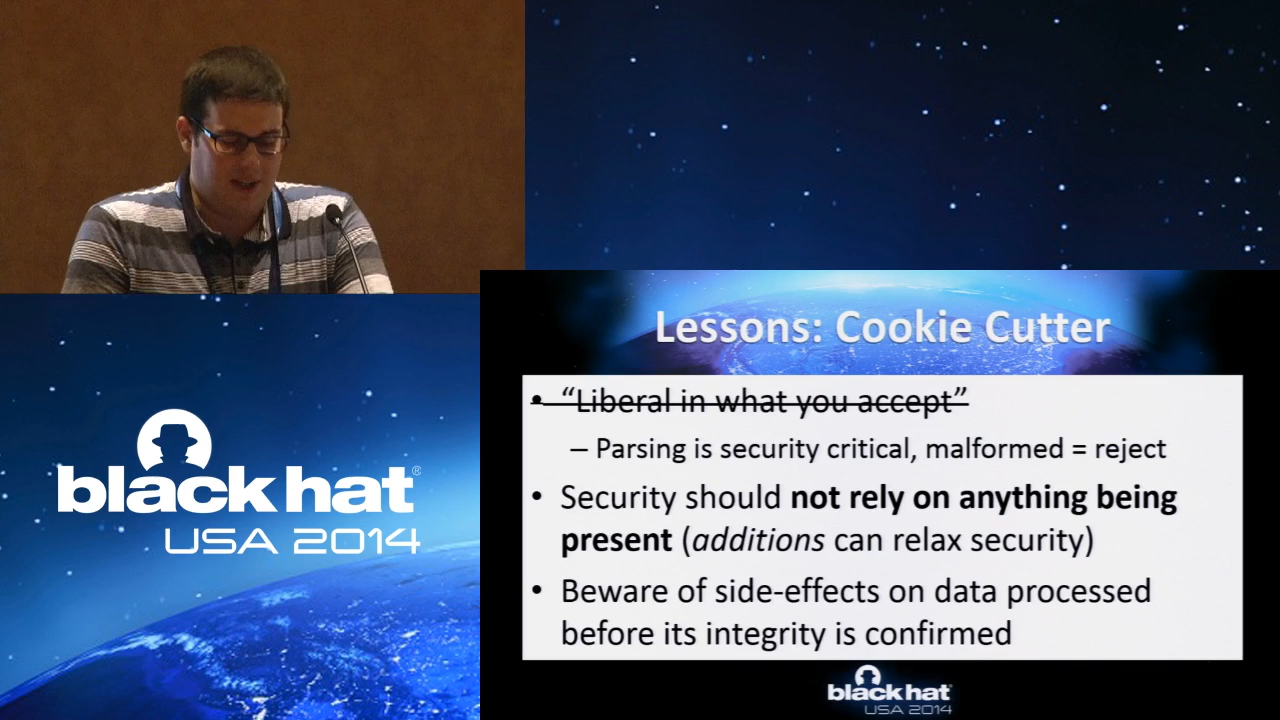 Lessons: Cookie Cutter
• “Liberal in what you accept”
– Parsing is security critical, malformed = reject
• Security should not rely on anything being
present (additions can relax security)
• Beware of side-effects on data processed
before its integrity is confirmed
black hat®
USA 2014
black hat
USA 2014